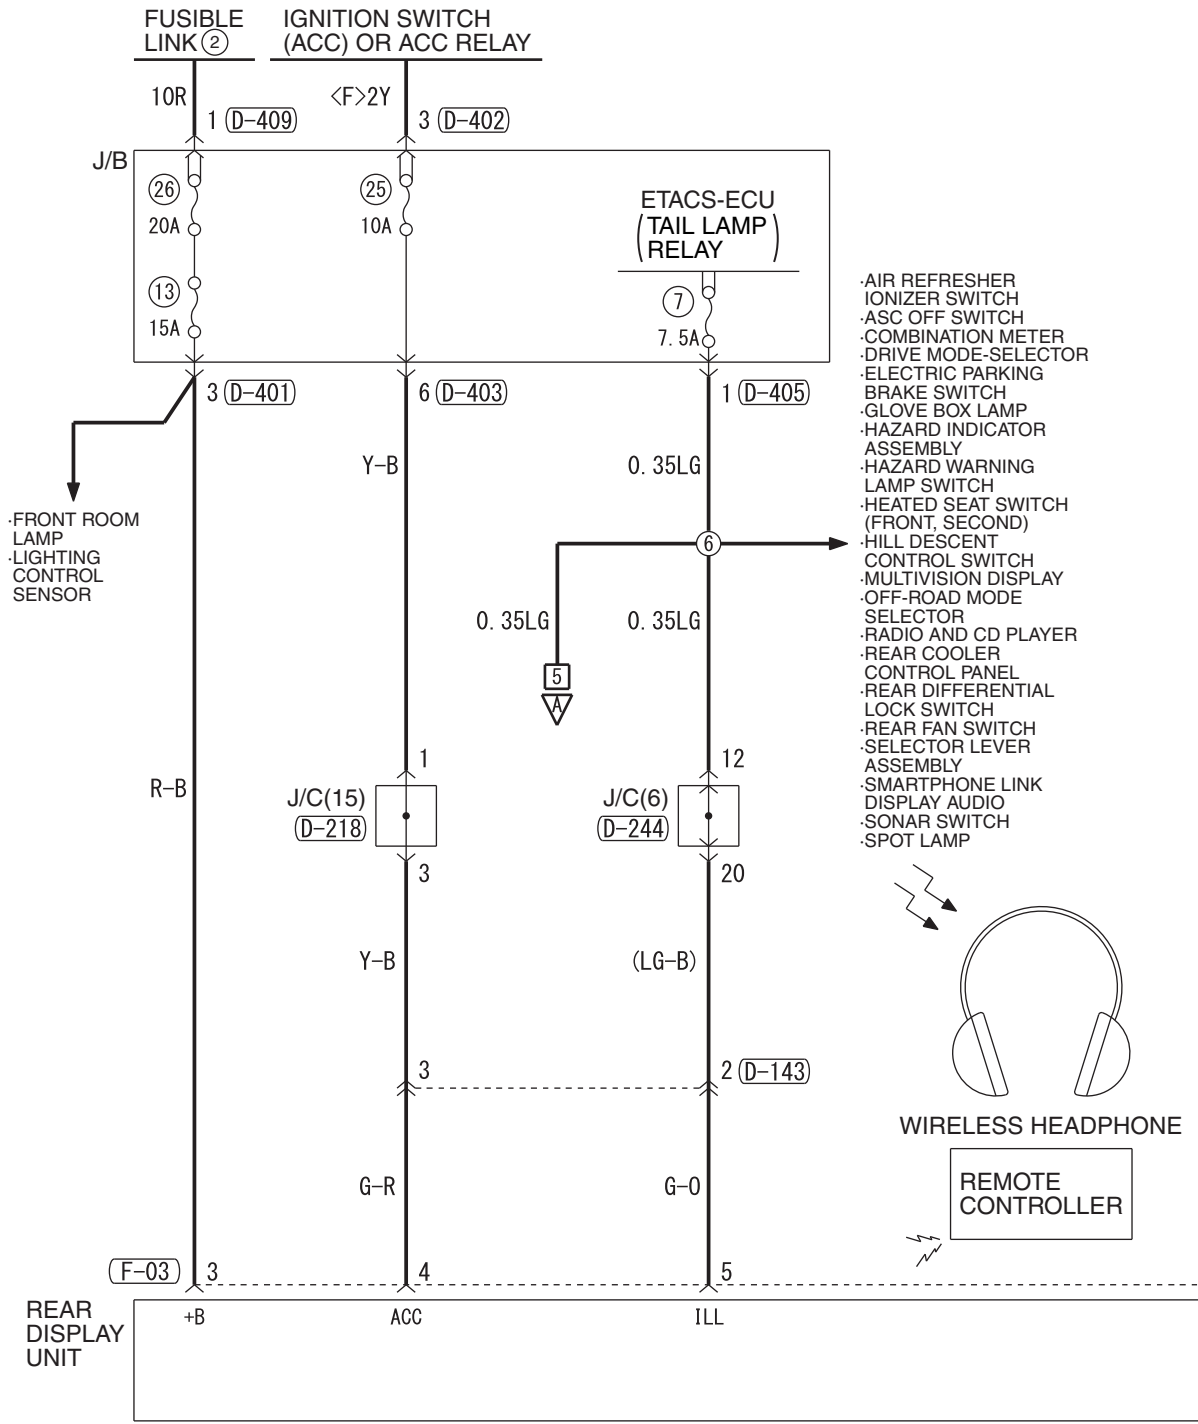 FUSIBLE
LINK 2
IGNITION SWITCH
(ACC) OR ACC RELAY
10R
<F>2Y
1 D-409
3 D-402
J/B
26
20A
25
10A
13
15A
ETACS-ECU
(TAIL LAMP
RELAY)
7
7.5A
3 D-401
6 D-403
1 D-405
·AIR REFRESHER
IONIZER SWITCH
·ASC OFF SWITCH
·COMBINATION METER
·DRIVE MODE-SELECTOR
·ELECTRIC PARKING
BRAKE SWITCH
·GLOVE BOX LAMP
·HAZARD INDICATOR
ASSEMBLY
·HAZARD WARNING
LAMP SWITCH
·HEATED SEAT SWITCH
(FRONT, SECOND)
·HILL DESCENT
CONTROL SWITCH
·MULTIVISION DISPLAY
·OFF-ROAD MODE
SELECTOR
·RADIO AND CD PLAYER
·REAR COOLER
CONTROL PANEL
·REAR DIFFERENTIAL
LOCK SWITCH
·REAR FAN SWITCH
·SELECTOR LEVER
ASSEMBLY
·SMARTPHONE LINK
DISPLAY AUDIO
·SONAR SWITCH
·SPOT LAMP
Y-B
0.35LG
·FRONT ROOM
LAMP
·LIGHTING
CONTROL
SENSOR
6
0.35LG
0.35LG
5
A
1
12
R-B
J/C(15)
D-218
J/C(6)
D-244
3
20
Y-B
(LG-B)
3
2 D-143
WIRELESS HEADPHONE
G-R
G-O
REMOTE
CONTROLLER
F-03 3
4
5
REAR
DISPLAY
UNIT
+B
ACC
ILL